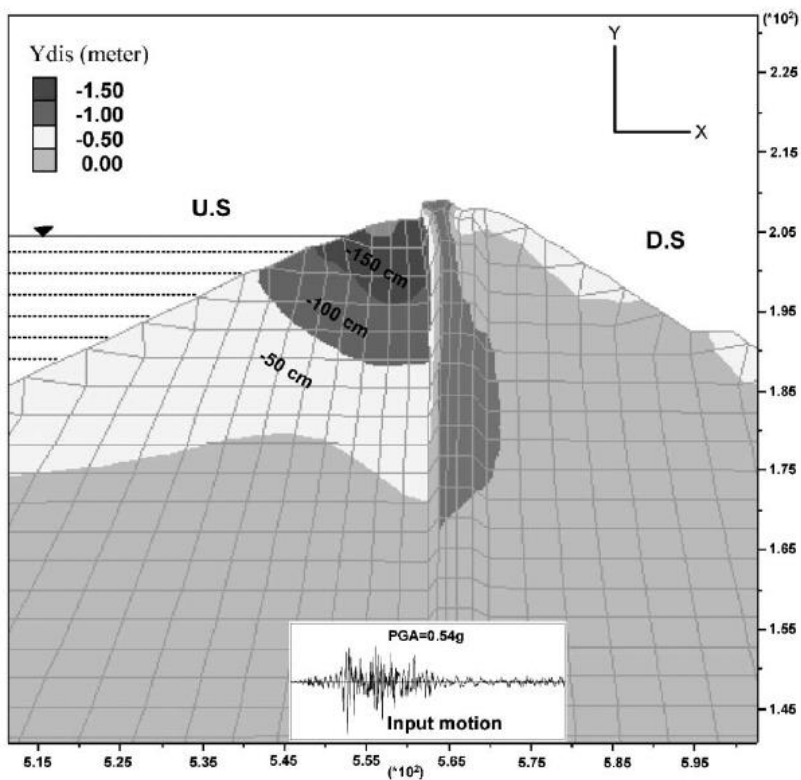 (*10²)
Ydis (meter)
-1.50
-1.00
-0.50
0.00
Y
X
2.25
2.15
2.05
1.95
1.85
1.75
1.65
1.55
1.45
U.S
D.S
-150 cm
-100 cm
-50 cm
PGA=0.54g
Input motion
5.15 5.25 5.35 5.45 5.55 5.65 5.75 5.85 5.95
(*10²)